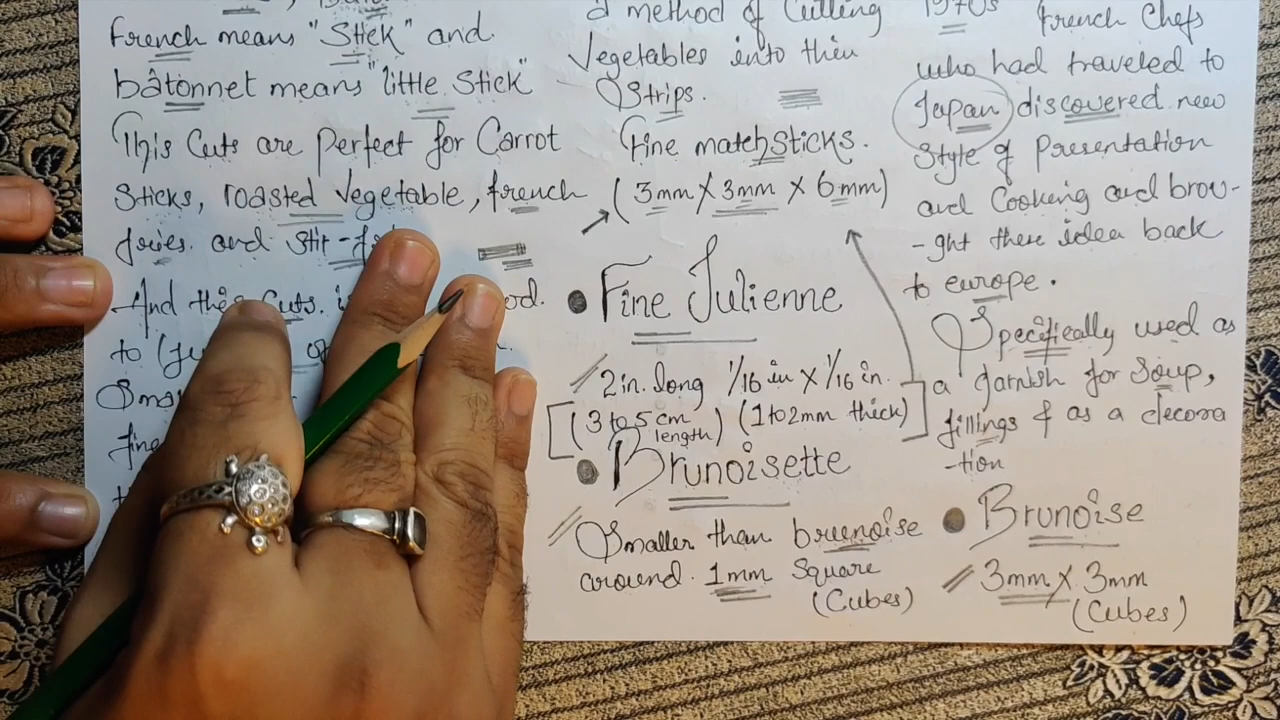 French means "Stick" and
bâtonnet means "little Stick"
This Cuts are Perfect for Carrot
Sticks, roasted vegetable, french
fries. and Stir-
And this Cuts.
to
a method of Cutting
Vegetables into thin
Strips.
Fine matchsticks.
(3mm X 3mm X 6mm)
Fine Julienne
2in. long 1/16 in X 1/16 in.
(3 to 5 cm length) (1 to 2mm thick)
Brunoisette
Smaller than brunoise
around. 1mm Square
(Cubes)
1970s french Chefs
who had traveled to
Japan discovered new
Style of Presentation
and Cooking and brou-
-ght there idea back
to europe.
Specifically used as
a garnish for Soup,
fillings & as a decora
-tion
Brunoise
3mm X 3mm
(Cubes)